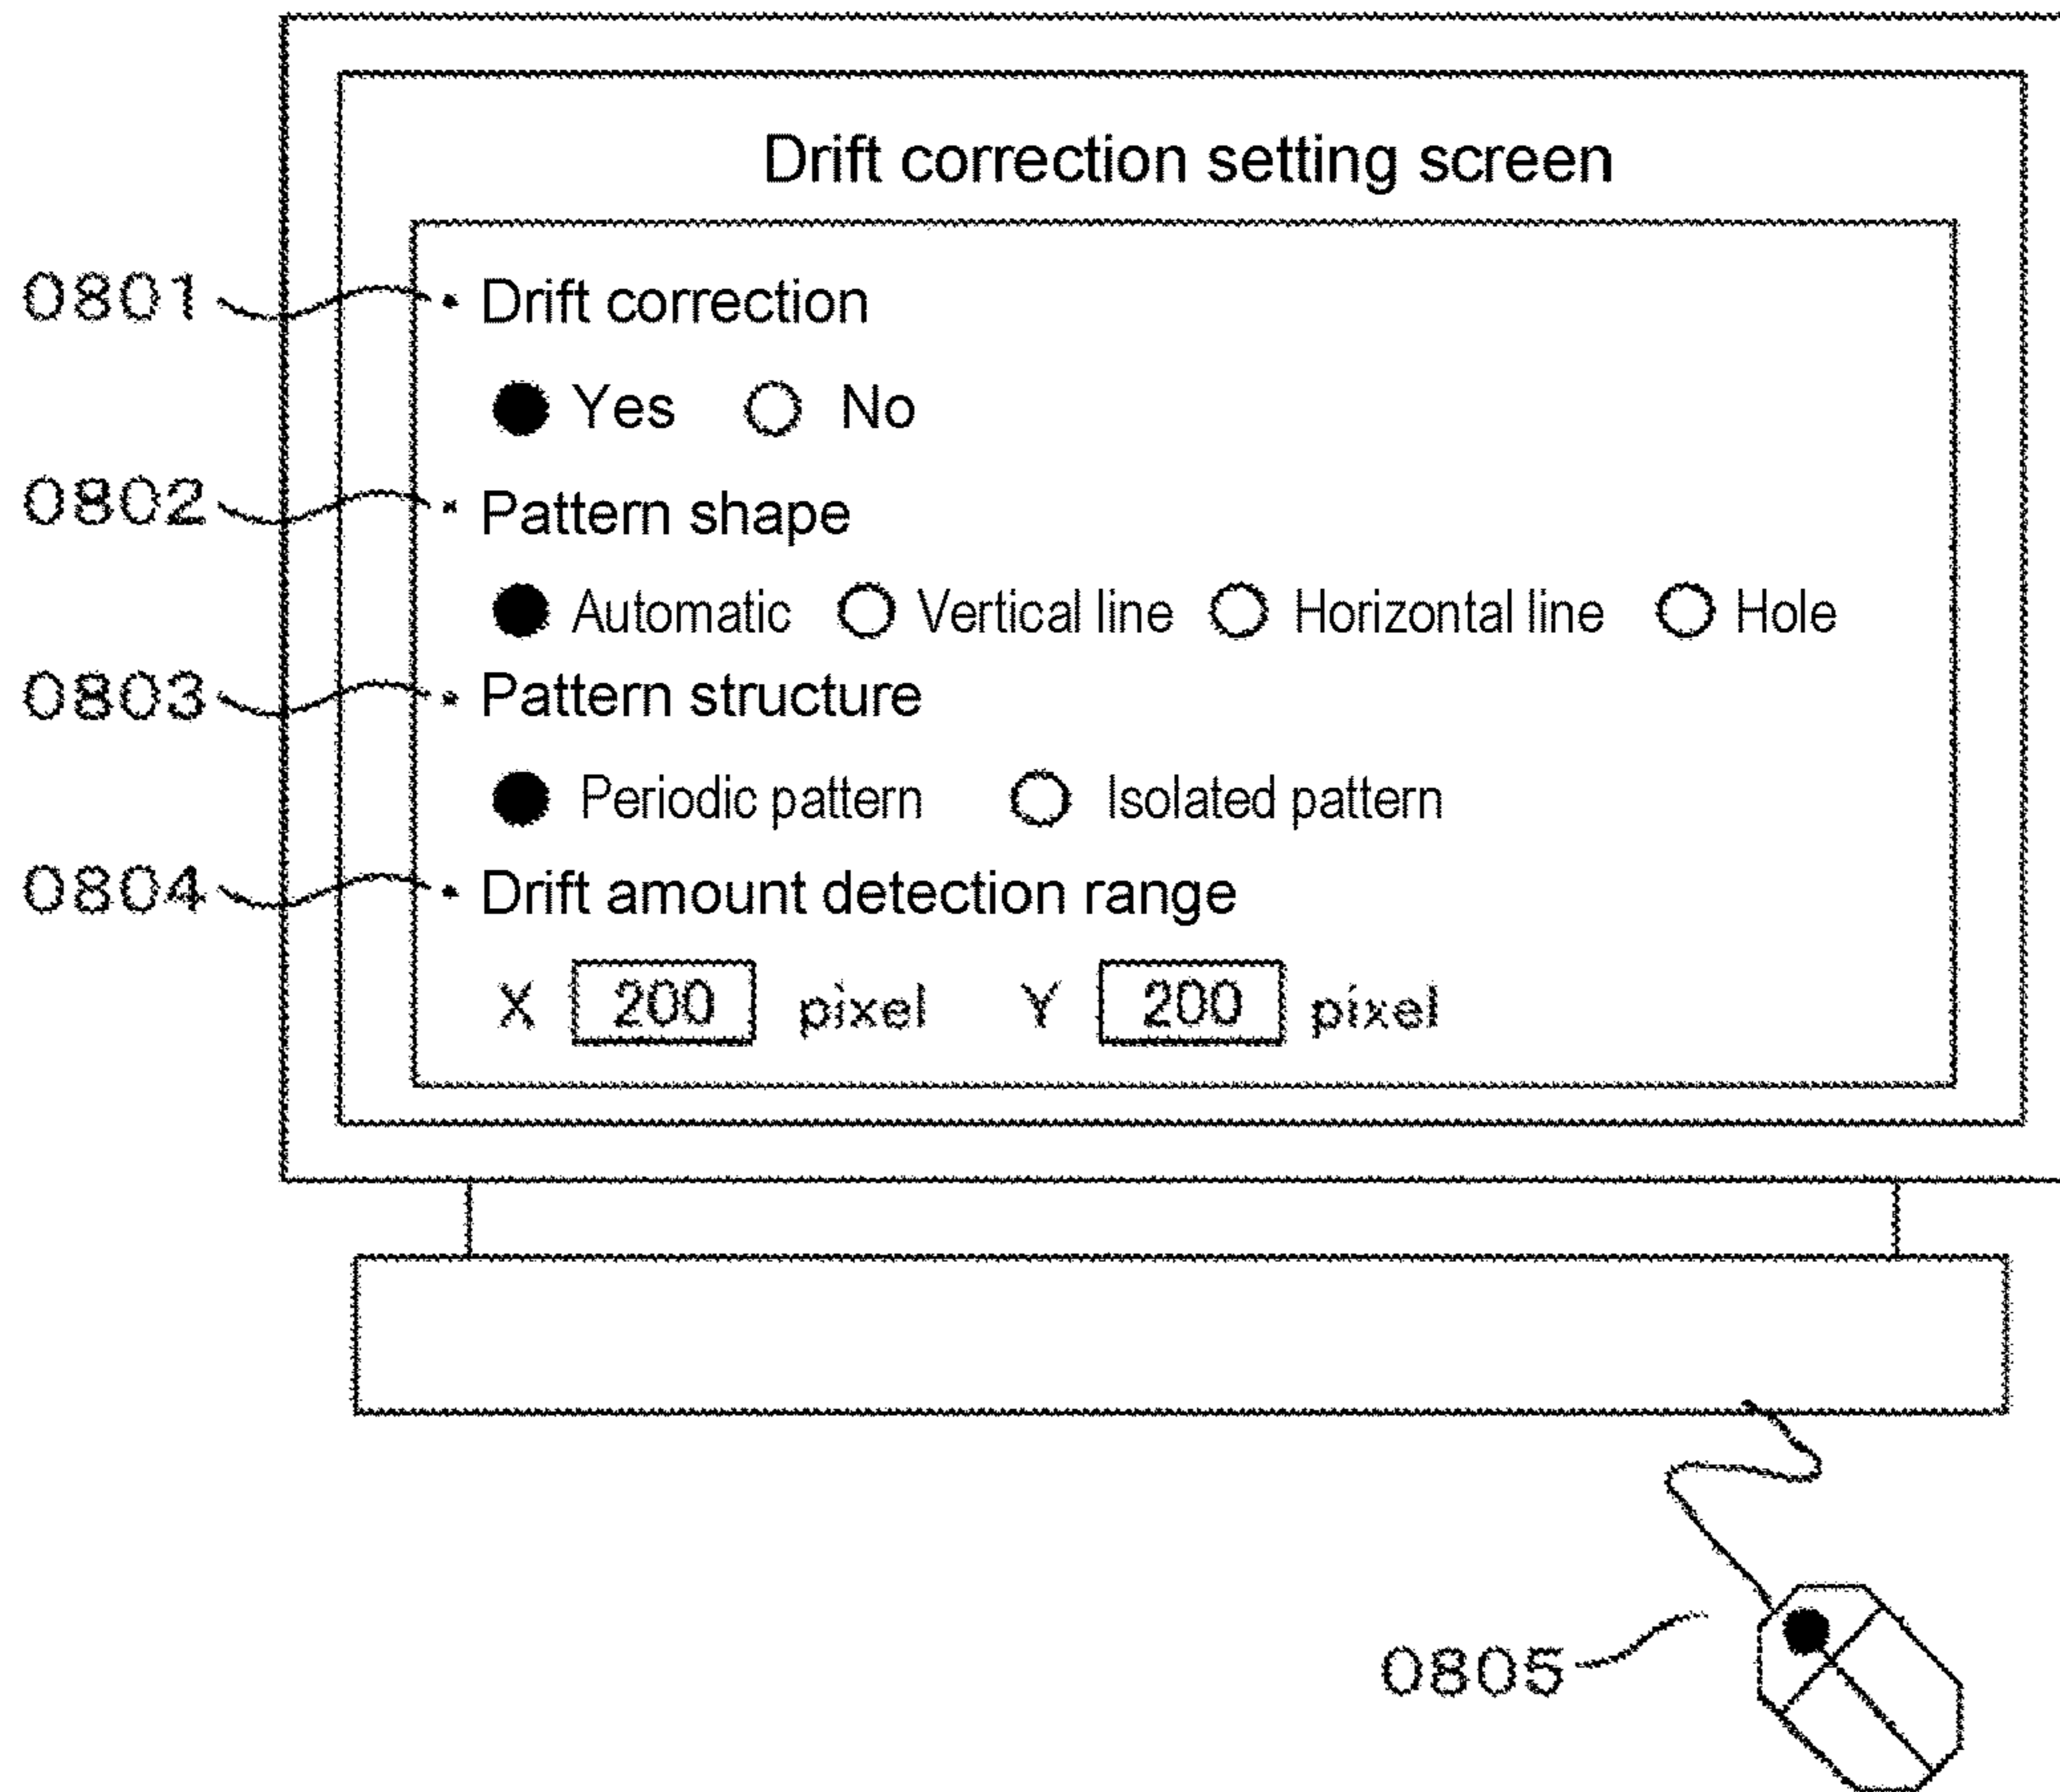 Drift correction setting screen
0801 · Drift correction
Yes No
0802 · Pattern shape
Automatic Vertical line Horizontal line Hole
0803 · Pattern structure
Periodic pattern Isolated pattern
0804 · Drift amount detection range
X 200 pixel Y 200 pixel
0805